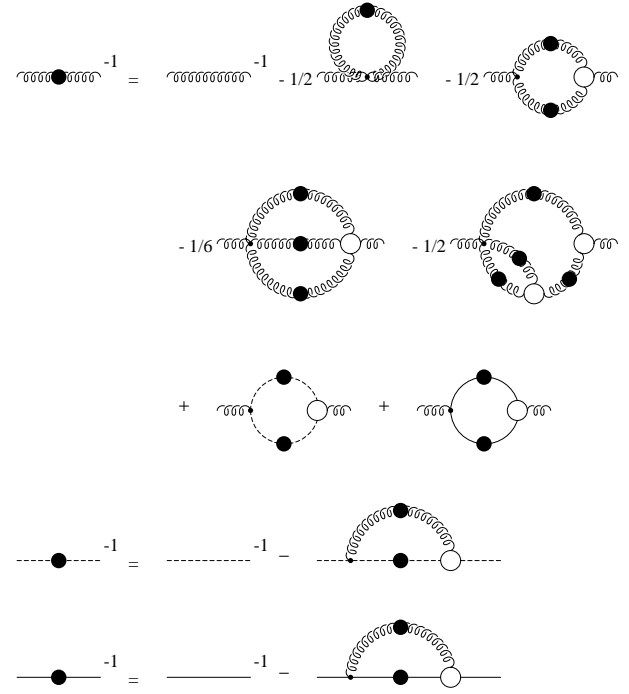 -1 = -1 - 1/2 - 1/2
- 1/6 - 1/2
+ +
-1 = -1 −
-1 = -1 −